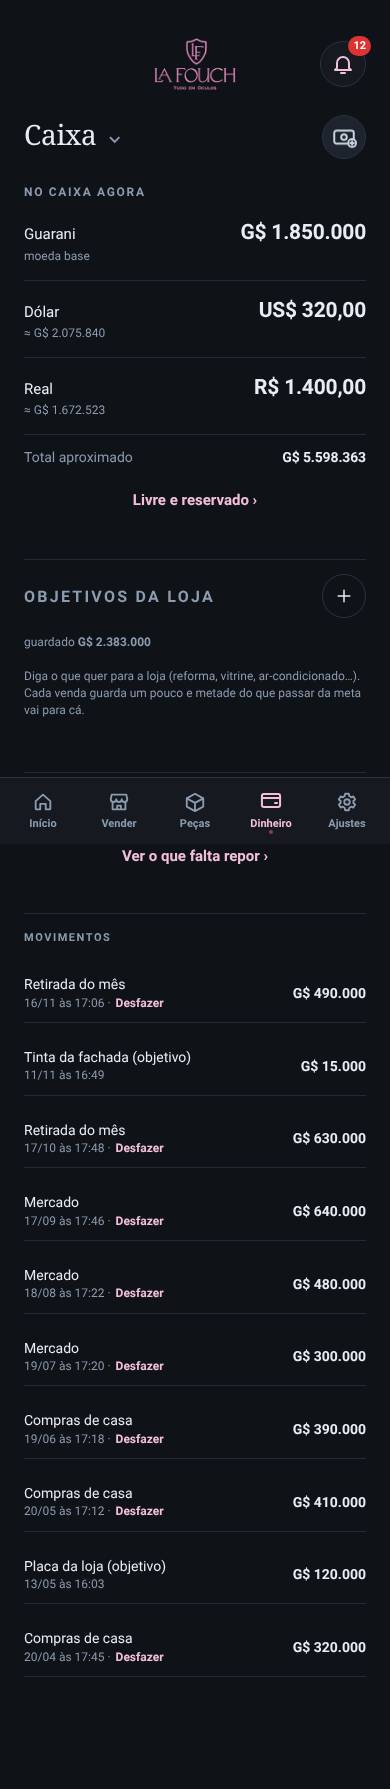 LF
LA FOUCH
Tudo em Óculos
12
Caixa
NO CAIXA AGORA
Guarani
G$ 1.850.000
moeda base
Dólar
US$ 320,00
≈ G$ 2.075.840
Real
R$ 1.400,00
≈ G$ 1.672.523
Total aproximado
G$ 5.598.363
Livre e reservado ›
OBJETIVOS DA LOJA
guardado G$ 2.383.000
Diga o que quer para a loja (reforma, vitrine, ar-condicionado…).
Cada venda guarda um pouco e metade do que passar da meta
vai para cá.
Início
Vender
Peças
Dinheiro
Ajustes
Ver o que falta repor ›
MOVIMENTOS
Retirada do mês
G$ 490.000
16/11 às 17:06 · Desfazer
Tinta da fachada (objetivo)
G$ 15.000
11/11 às 16:49
Retirada do mês
G$ 630.000
17/10 às 17:48 · Desfazer
Mercado
G$ 640.000
17/09 às 17:46 · Desfazer
Mercado
G$ 480.000
18/08 às 17:22 · Desfazer
Mercado
G$ 300.000
19/07 às 17:20 · Desfazer
Compras de casa
G$ 390.000
19/06 às 17:18 · Desfazer
Compras de casa
G$ 410.000
20/05 às 17:12 · Desfazer
Placa da loja (objetivo)
G$ 120.000
13/05 às 16:03
Compras de casa
G$ 320.000
20/04 às 17:45 · Desfazer